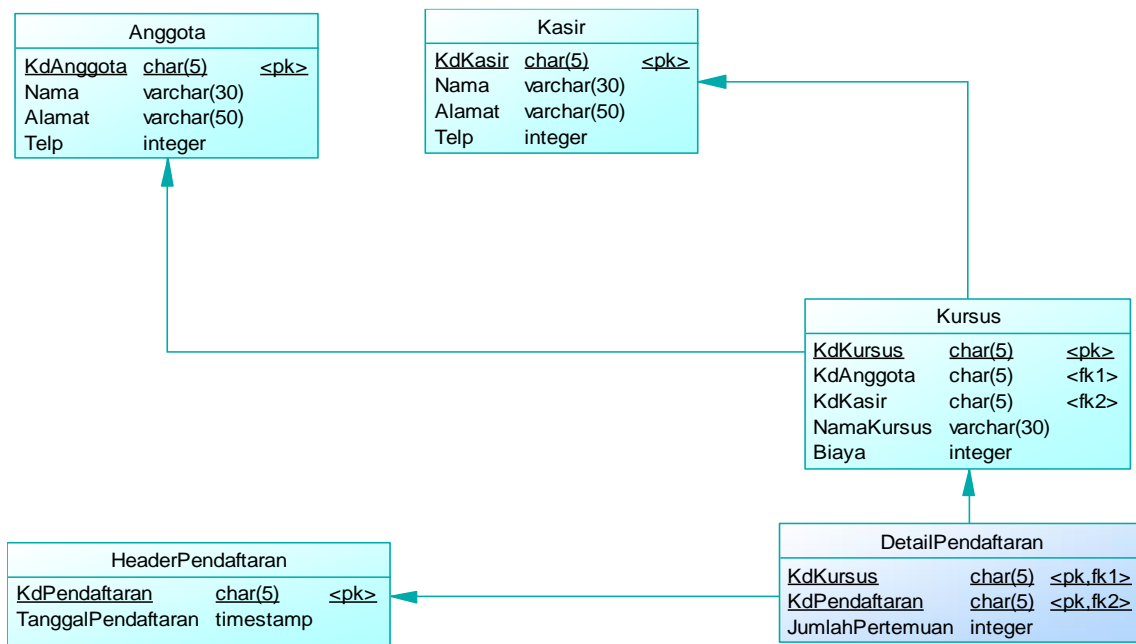 Anggota
KdAnggota char(5) <pk>
Nama varchar(30)
Alamat varchar(50)
Telp integer
Kasir
KdKasir char(5) <pk>
Nama varchar(30)
Alamat varchar(50)
Telp integer
Kursus
KdKursus char(5) <pk>
KdAnggota char(5) <fk1>
KdKasir char(5) <fk2>
NamaKursus varchar(30)
Biaya integer
HeaderPendaftaran
KdPendaftaran char(5) <pk>
TanggalPendaftaran timestamp
DetailPendaftaran
KdKursus char(5) <pk,fk1>
KdPendaftaran char(5) <pk,fk2>
JumlahPertemuan integer